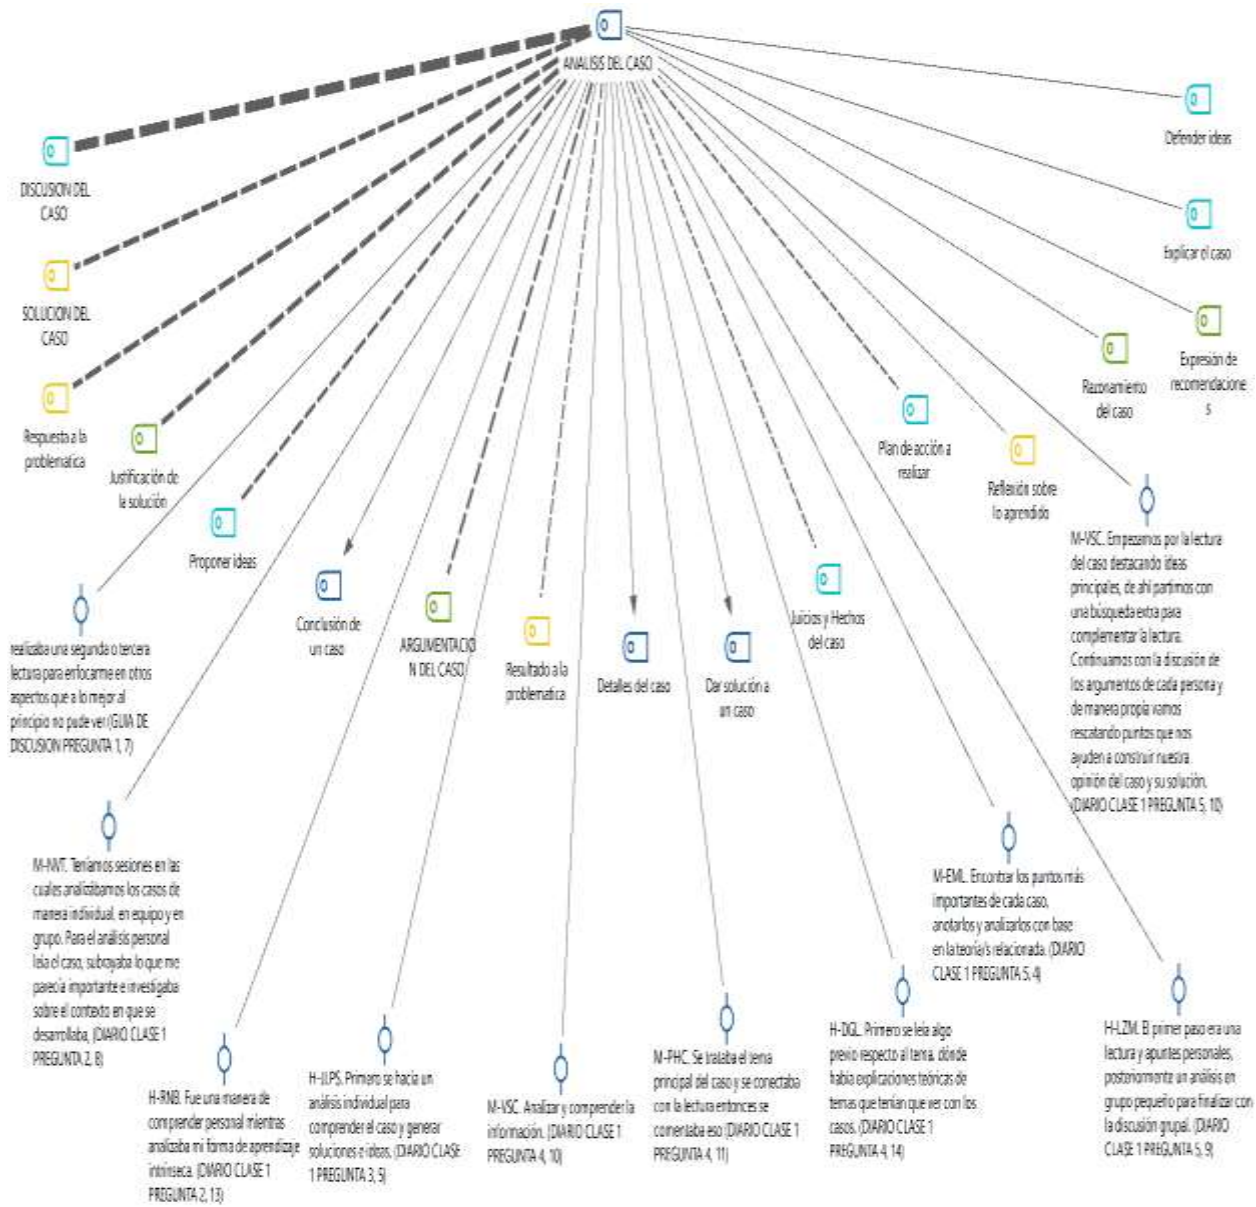 ANALISIS DEL CASO
Defender ideas
DISCUSION DEL
CASO
Explicar el caso
SOLUCION DEL
CASO
Expresión de
recomendacione
s
Razonamiento
del caso
Respuesta a la
problematica
Justificación de
la solución
Plan de acción a
realizar
Reflexión sobre
lo aprendido
Proponer ideas
Conclusión de
un caso
ARGUMENTACIO
N DEL CASO
Resultado a la
problematica
Detalles del caso
Dar solución a
un caso
Juicios y Hechos
del caso
M-VSC. Empezamos por la lectura
del caso destacando ideas
principales, de ahí partimos con
una búsqueda extra para
complementar la lectura.
Continuamos con la discusión de
los argumentos de cada persona y
de manera propia vamos
rescatando puntos que nos
ayuden a construir nuestra
opinión del caso y su solución.
(DIARIO CLASE 1 PREGUNTA 5, 10)
realizaba una segunda o tercera
lectura para enfocarme en otros
aspectos que a lo mejor al
principio no pude ver (GUIA DE
DISCUSION PREGUNTA 1, 7)
M-NVT. Teníamos sesiones en las
cuales analizábamos los casos de
manera individual, en equipo y en
grupo. Para el análisis personal
leía el caso, subrayaba lo que me
parecía importante e investigaba
sobre el contexto en que se
desarrollaba, (DIARIO CLASE 1
PREGUNTA 2, 8)
M-EML. Encontrar los puntos más
importantes de cada caso,
anotarlos y analizarlos con base
en la teoría/s relacionada. (DIARIO
CLASE 1 PREGUNTA 5, 4)
H-RNB. Fue una manera de
comprender personal mientras
analizaba mi forma de aprendizaje
intrínseca. (DIARIO CLASE 1
PREGUNTA 2, 13)
H-JLPS. Primero se hacía un
análisis individual para
comprender el caso y generar
soluciones e ideas. (DIARIO CLASE
1 PREGUNTA 3, 5)
M-VSC. Analizar y comprender la
información. (DIARIO CLASE 1
PREGUNTA 4, 10)
M-PHC. Se trataba el tema
principal del caso y se conectaba
con la lectura entonces se
comentaba eso (DIARIO CLASE 1
PREGUNTA 4, 11)
H-DGL. Primero se leía algo
previo respecto al tema, dónde
había explicaciones teóricas de
temas que tenían que ver con los
casos. (DIARIO CLASE 1
PREGUNTA 4, 14)
H-LZM. El primer paso era una
lectura y apuntes personales,
posteriormente un análisis en
grupo pequeño para finalizar con
la discusión grupal. (DIARIO
CLASE 1 PREGUNTA 5, 9)